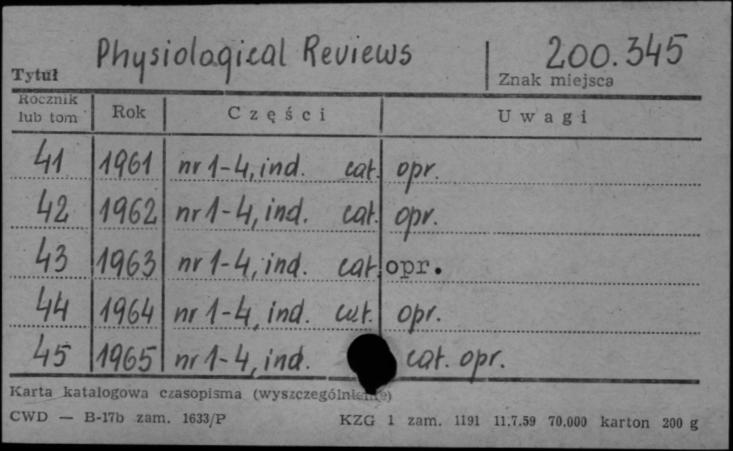 Physiological Reviews 200.345
Tytuł Znak miejsca
Rocznik lub tom Rok Części Uwagi
41 1961 nr 1-4, ind. cat. opr.
42 1962 nr 1-4, ind. cat. opr.
43 1963 nr 1-4, ind. cat. opr.
44 1964 nr 1-4, ind. cat. opr.
45 1965 nr 1-4, ind. cat. opr.
Karta katalogowa czasopisma (wyszczególnienie)
CWD — B-17b zam. 1633/P KZG 1 zam. 1191 11.7.59 70.000 karton 200 g